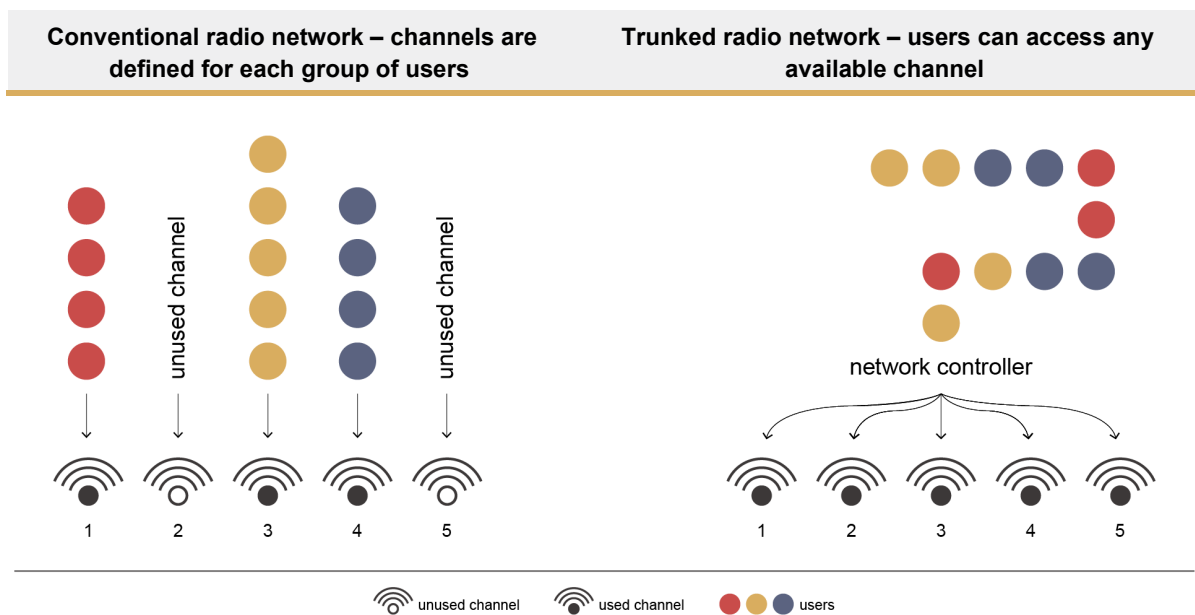 Conventional radio network – channels are
defined for each group of users
Trunked radio network – users can access any
available channel
unused channel
unused channel
network controller
1
2
3
4
5
1
2
3
4
5
unused channel
used channel
users